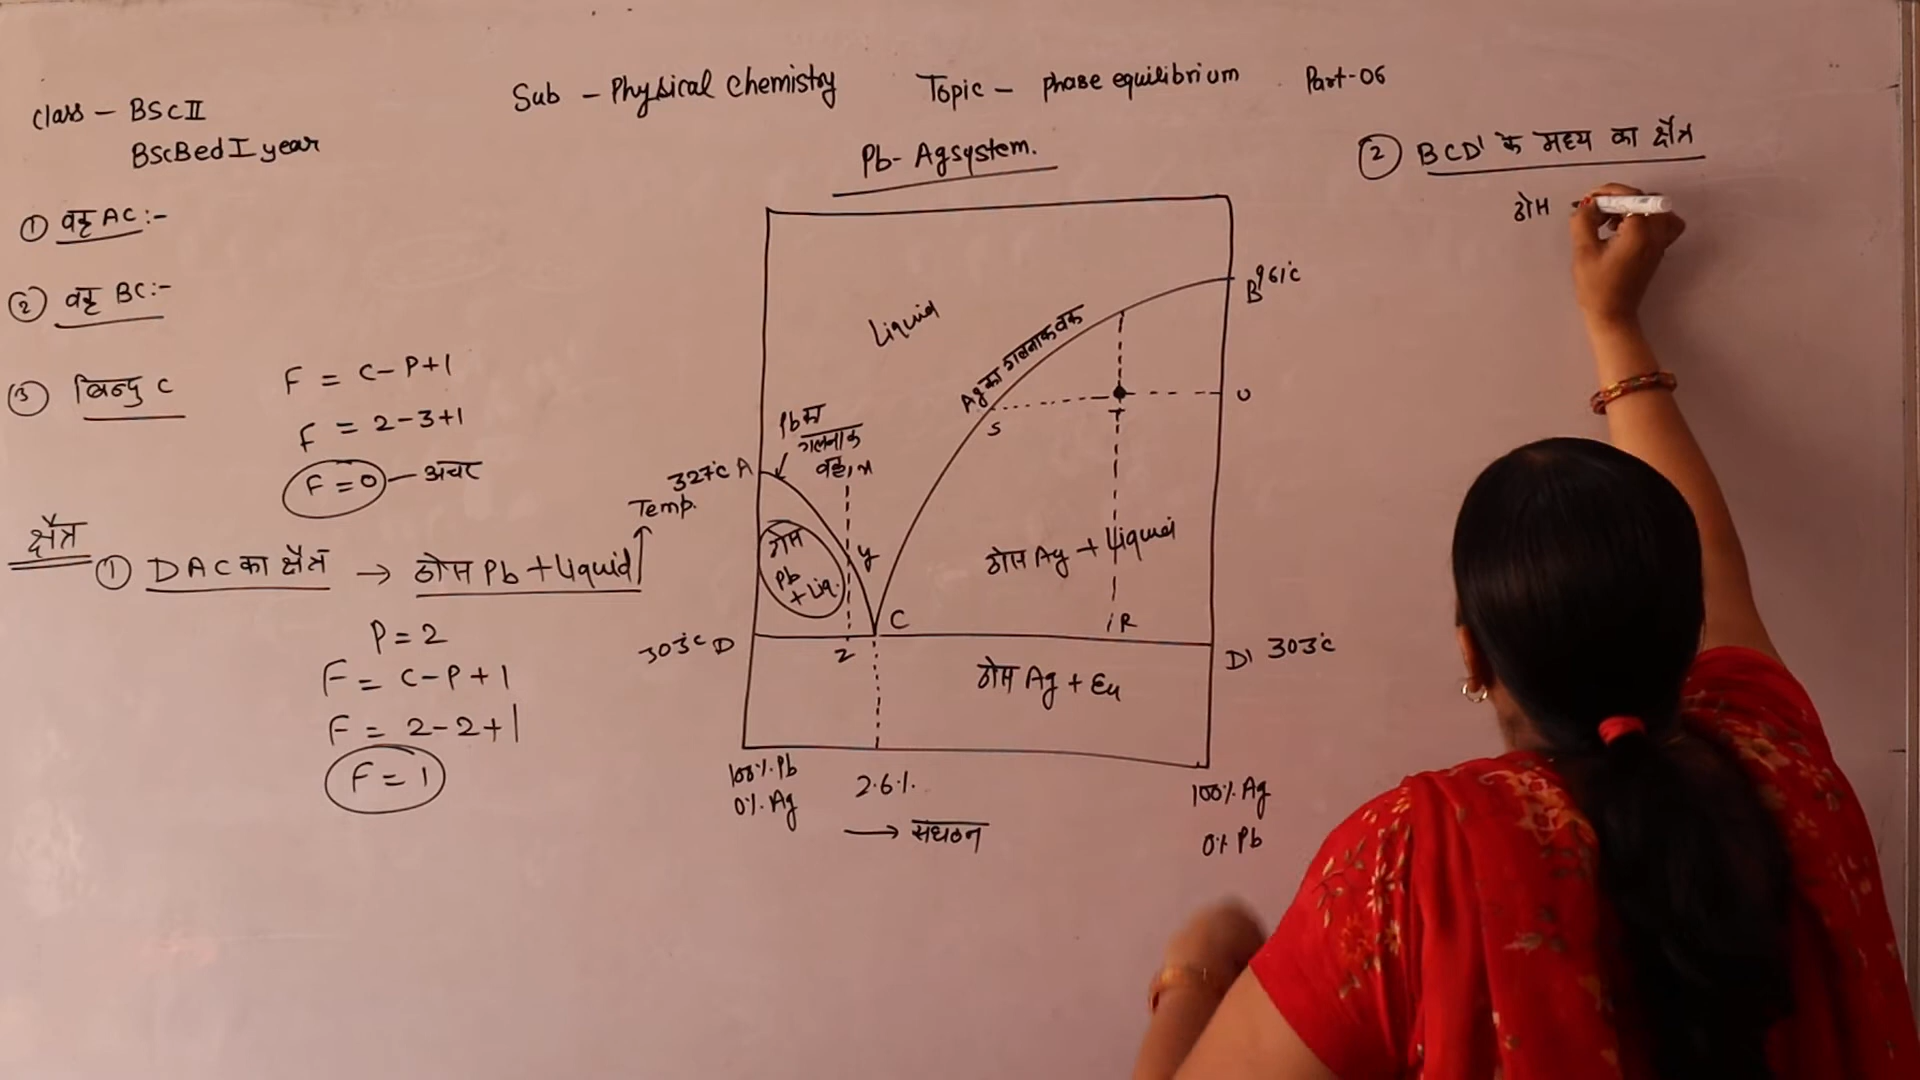 Class - BSc II
BScBed I year
Sub - Physical Chemistry
Topic - phase equilibrium
Part-06
Pb-Ag system.
① वक्र AC:-
② वक्र BC:-
③ बिन्दु C
F = C-P+1
F = 2-3+1
F = 0 - अचर
क्षेत्र
① DAC का क्षेत्र → ठोस Pb + Liquid
P = 2
F = C-P+1
F = 2-2+1
F = 1
Liquid
Ag का गलनांक वक्र
B 961°C
Pb
गलनांक
वक्र, x
327°C A
Temp.
S
T
U
ठोस
Pb
+ Liq.
y
ठोस Ag + Liquid
C
R
303°C D
Z
D' 303°C
ठोस Ag + Eu
100% Pb
0% Ag
2.6%
100% Ag
0% Pb
→ संघठन
② BCD' के मध्य का क्षेत्र
ठोस